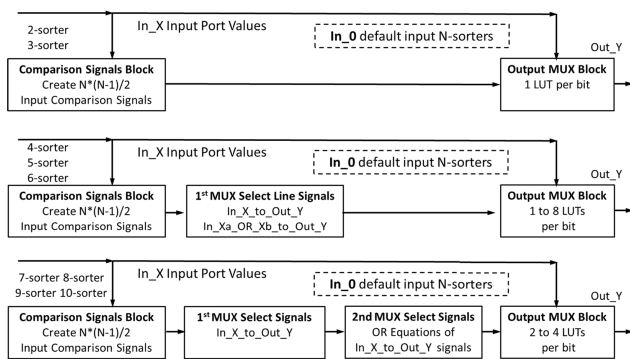 2-sorter
3-sorter
In_X Input Port Values
In_0 default input N-sorters
Out_Y
Comparison Signals Block
Create N*(N-1)/2
Input Comparison Signals
Output MUX Block
1 LUT per bit
4-sorter
5-sorter
6-sorter
In_X Input Port Values
In_0 default input N-sorters
Out_Y
Comparison Signals Block
Create N*(N-1)/2
Input Comparison Signals
1st MUX Select Line Signals
In_X_to_Out_Y
In_Xa_OR_Xb_to_Out_Y
Output MUX Block
1 to 8 LUTs
per bit
7-sorter 8-sorter
9-sorter 10-sorter
In_X Input Port Values
In_0 default input N-sorters
Out_Y
Comparison Signals Block
Create N*(N-1)/2
Input Comparison Signals
1st MUX Select Signals
In_X_to_Out_Y
2nd MUX Select Signals
OR Equations of
In_X_to_Out_Y signals
Output MUX Block
2 to 4 LUTs
per bit